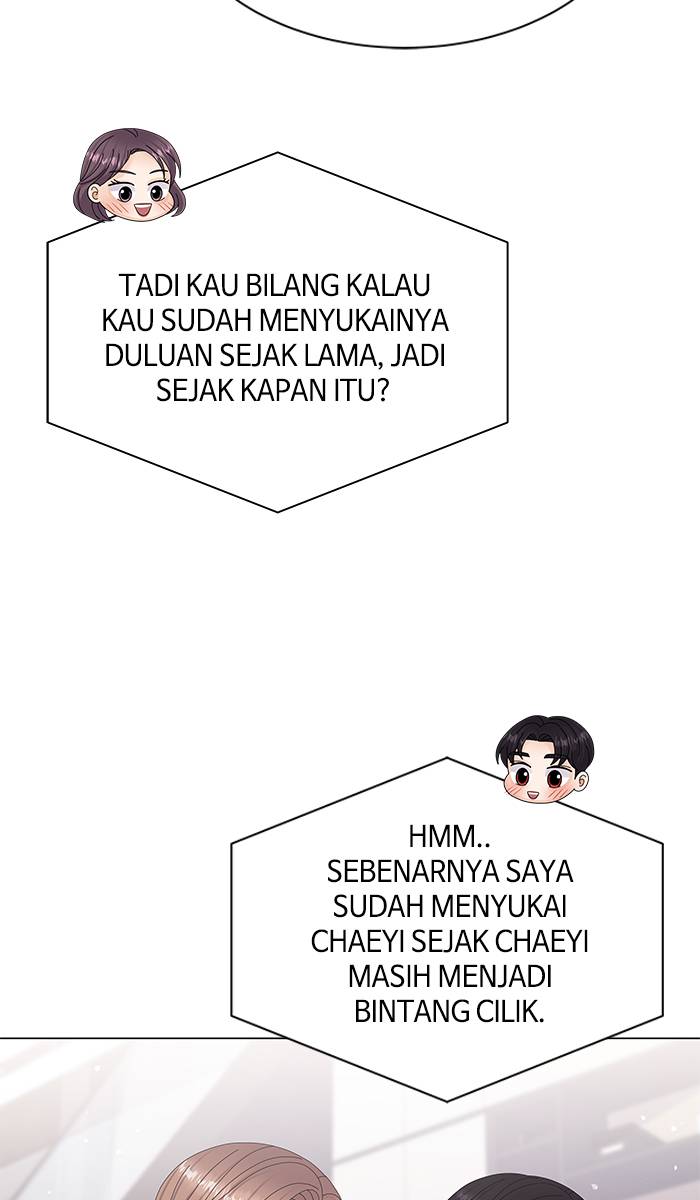 TADI KAU BILANG KALAU
KAU SUDAH MENYUKAINYA
DULUAN SEJAK LAMA, JADI
SEJAK KAPAN ITU?
HMM..
SEBENARNYA SAYA
SUDAH MENYUKAI
CHAEYI SEJAK CHAEYI
MASIH MENJADI
BINTANG CILIK.